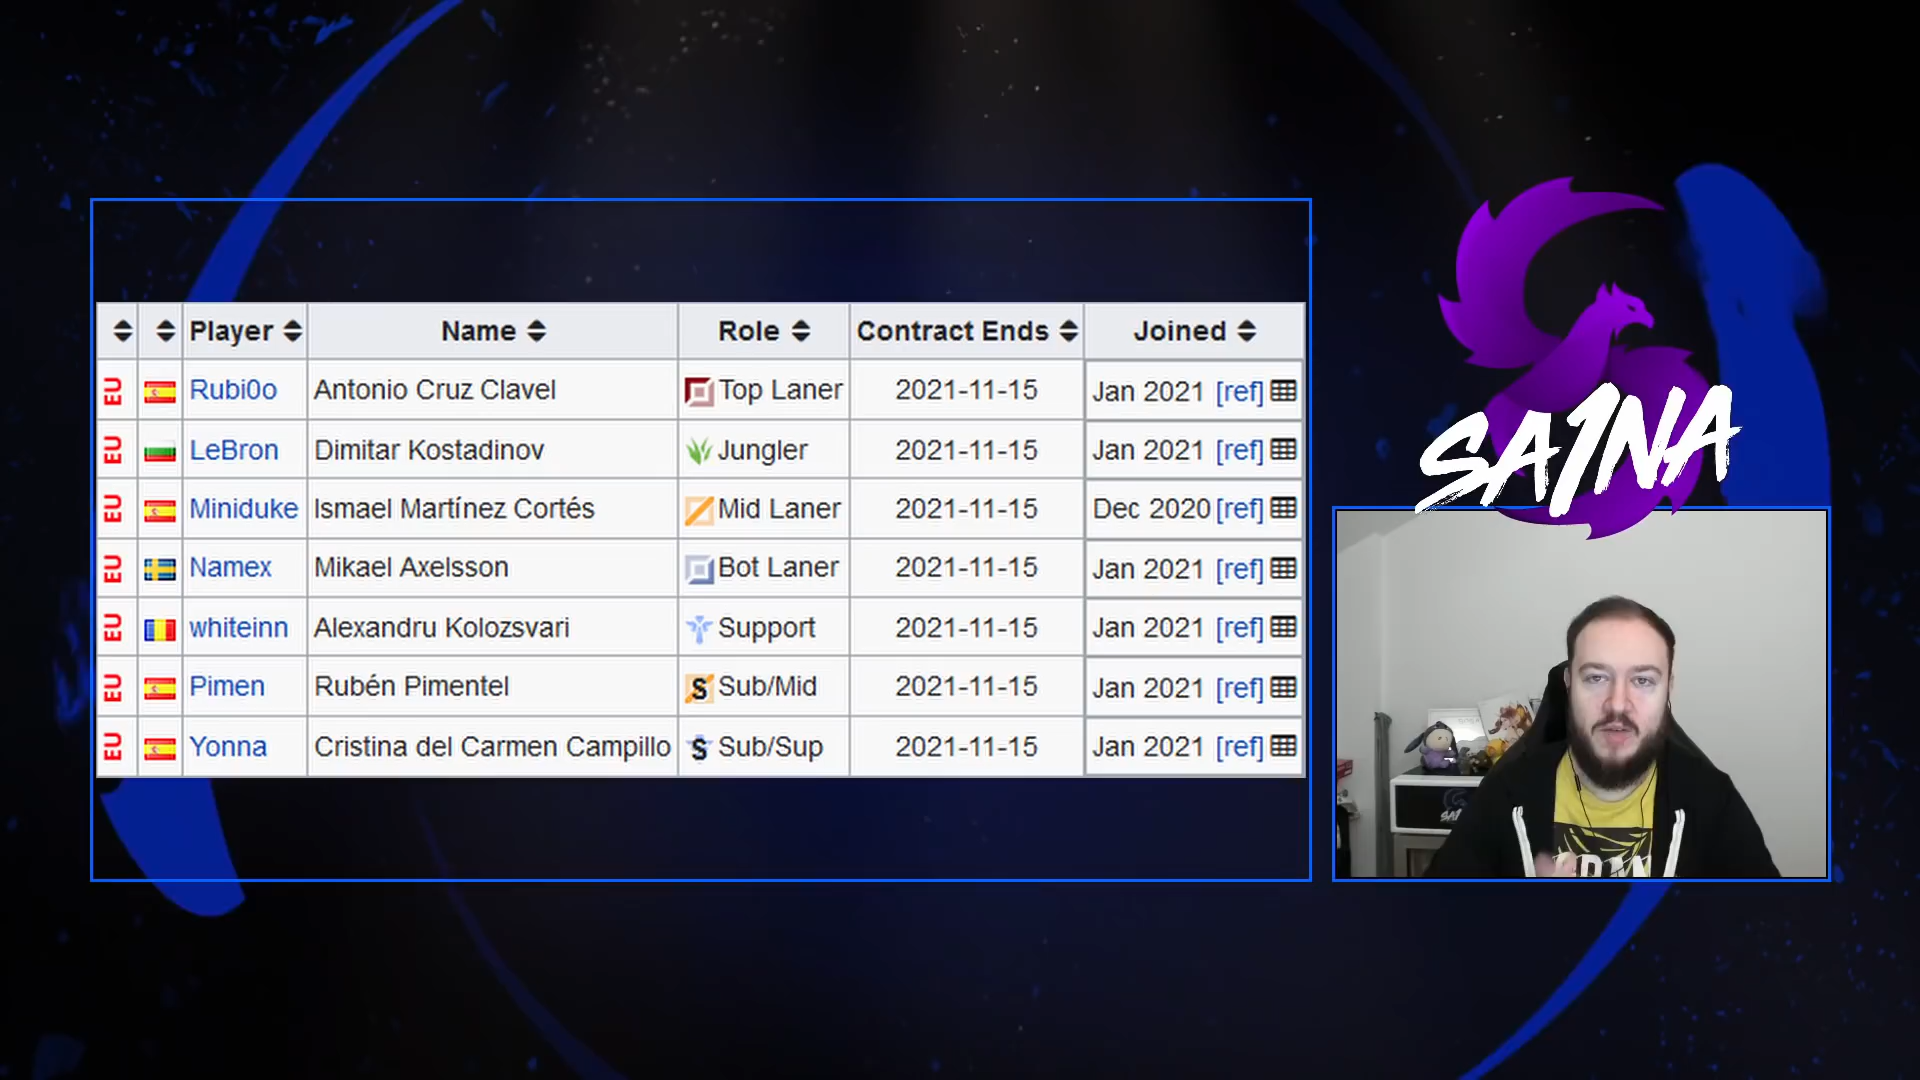 Player Name Role Contract Ends Joined
EU Rubi0o Antonio Cruz Clavel Top Laner 2021-11-15 Jan 2021 [ref]
EU LeBron Dimitar Kostadinov Jungler 2021-11-15 Jan 2021 [ref]
EU Miniduke Ismael Martínez Cortés Mid Laner 2021-11-15 Dec 2020 [ref]
EU Namex Mikael Axelsson Bot Laner 2021-11-15 Jan 2021 [ref]
EU whiteinn Alexandru Kolozsvari Support 2021-11-15 Jan 2021 [ref]
EU Pimen Rubén Pimentel S Sub/Mid 2021-11-15 Jan 2021 [ref]
EU Yonna Cristina del Carmen Campillo S Sub/Sup 2021-11-15 Jan 2021 [ref]
SA1NA